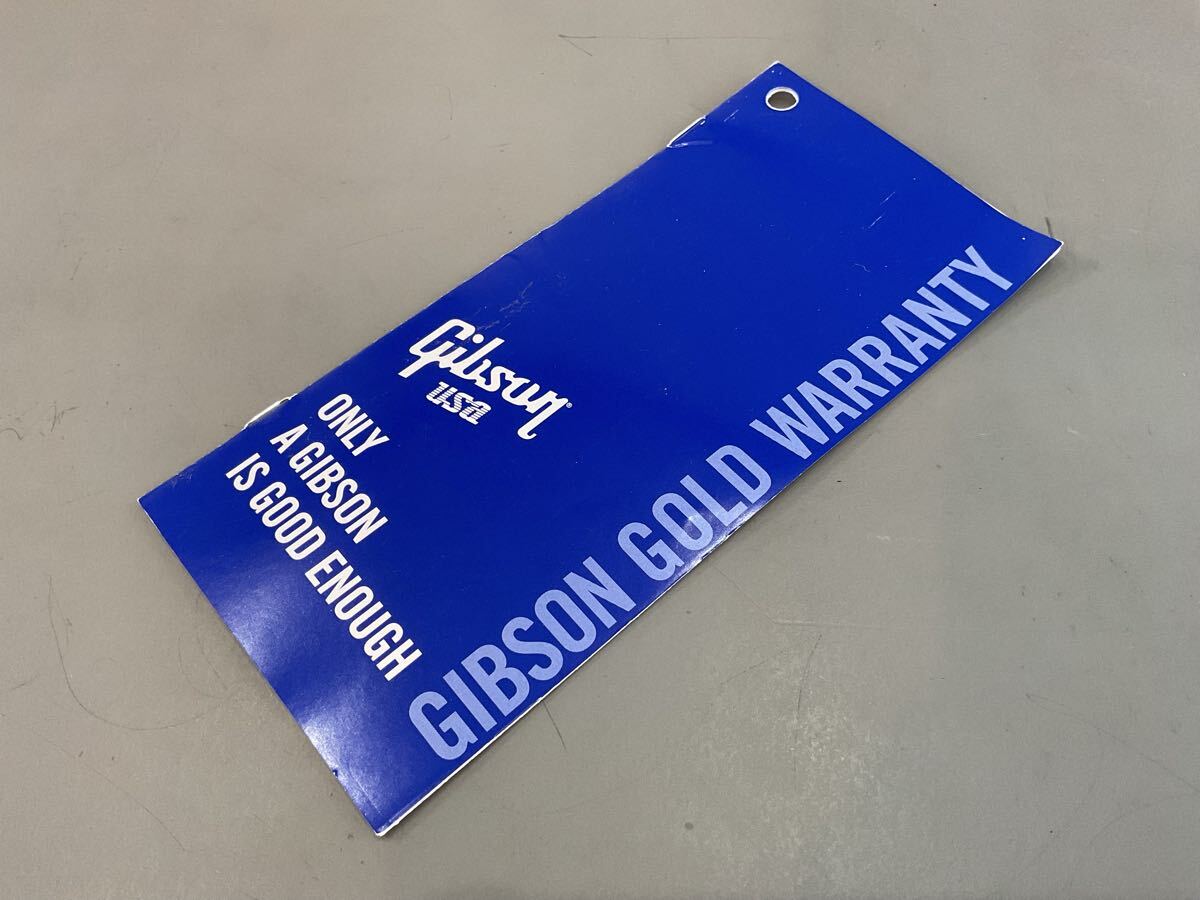 Gibson®
USA
ONLY
A GIBSON
IS GOOD ENOUGH
GIBSON GOLD WARRANTY